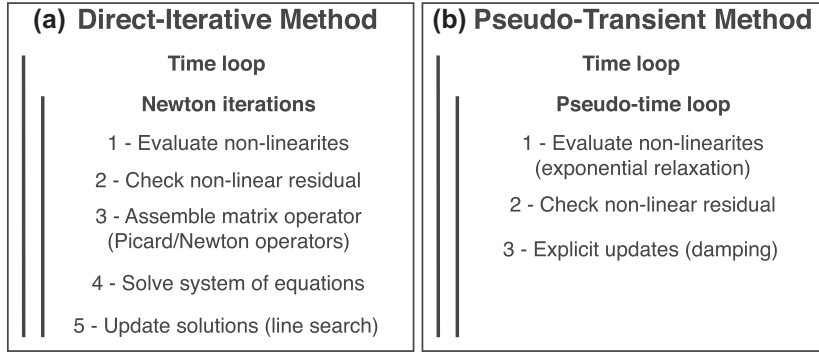 (a) Direct-Iterative Method
Time loop
Newton iterations
1 - Evaluate non-linearites
2 - Check non-linear residual
3 - Assemble matrix operator
(Picard/Newton operators)
4 - Solve system of equations
5 - Update solutions (line search)
(b) Pseudo-Transient Method
Time loop
Pseudo-time loop
1 - Evaluate non-linearites
(exponential relaxation)
2 - Check non-linear residual
3 - Explicit updates (damping)